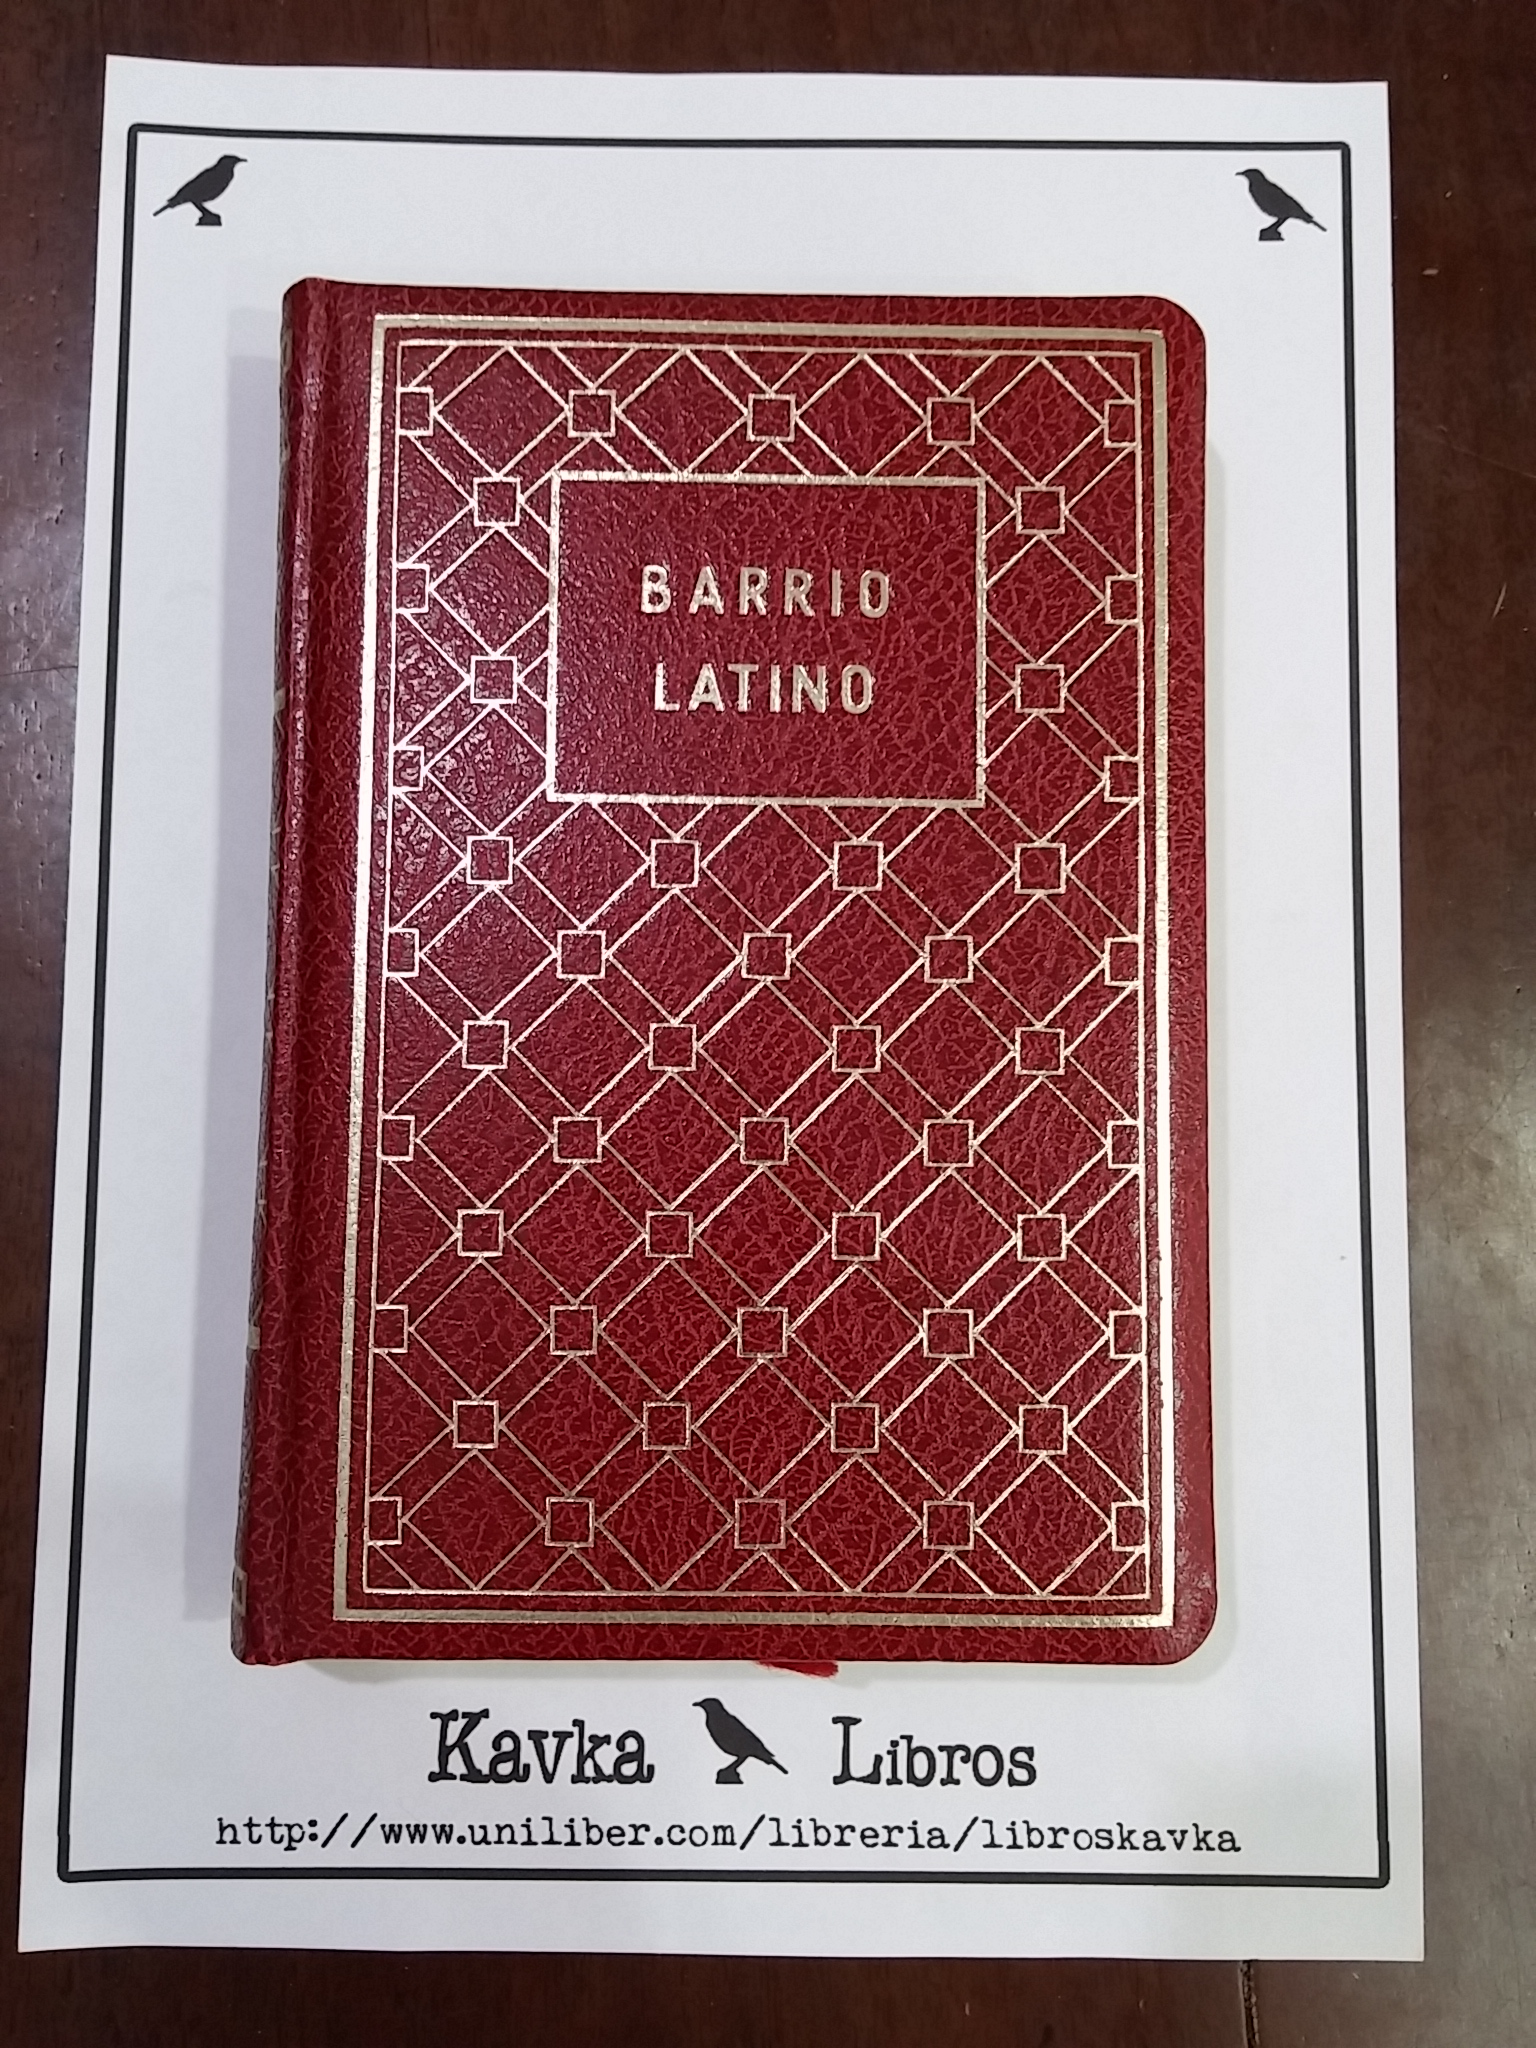 BARRIO
LATINO
Kavka Libros
http://www.uniliber.com/libreria/libroskavka